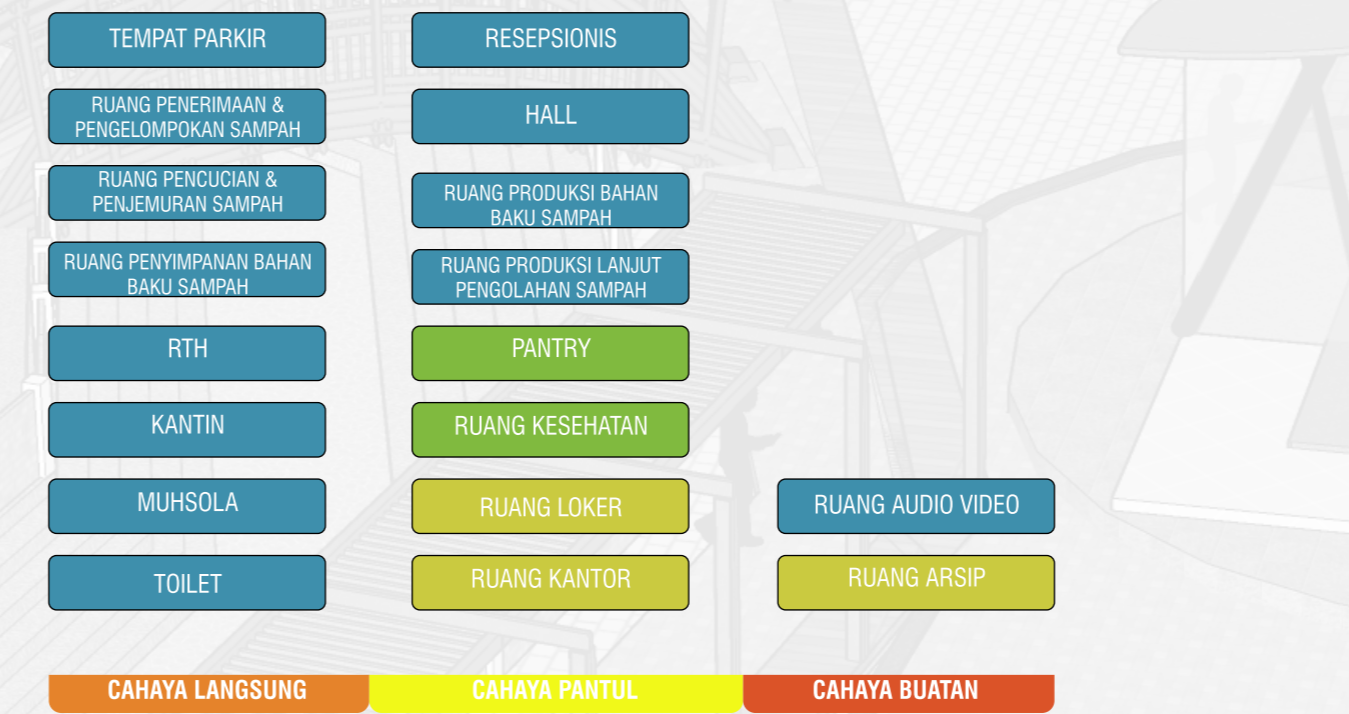 TEMPAT PARKIR
RUANG PENERIMAAN &
PENGELOMPOKAN SAMPAH
RUANG PENCUCIAN &
PENJEMURAN SAMPAH
RUANG PENYIMPANAN BAHAN
BAKU SAMPAH
RTH
KANTIN
MUHSOLA
TOILET
CAHAYA LANGSUNG
RESEPSIONIS
HALL
RUANG PRODUKSI BAHAN
BAKU SAMPAH
RUANG PRODUKSI LANJUT
PENGOLAHAN SAMPAH
PANTRY
RUANG KESEHATAN
RUANG LOKER
RUANG KANTOR
CAHAYA PANTUL
RUANG AUDIO VIDEO
RUANG ARSIP
CAHAYA BUATAN